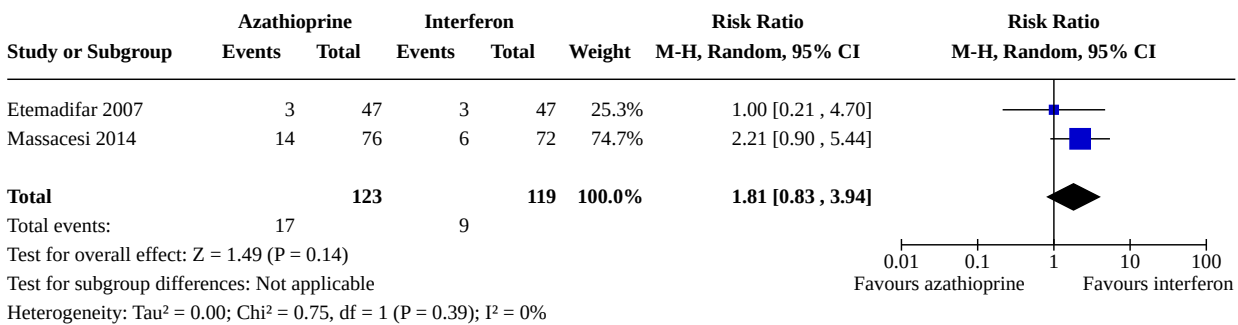 Azathioprine Interferon Risk Ratio Risk Ratio
Study or Subgroup Events Total Events Total Weight M-H, Random, 95% CI M-H, Random, 95% CI
Etemadifar 2007 3 47 3 47 25.3% 1.00 [0.21 , 4.70]
Massacesi 2014 14 76 6 72 74.7% 2.21 [0.90 , 5.44]
Total 123 119 100.0% 1.81 [0.83 , 3.94]
Total events: 17 9
Test for overall effect: Z = 1.49 (P = 0.14)
0.01 0.1 1 10 100
Test for subgroup differences: Not applicable Favours azathioprine Favours interferon
Heterogeneity: Tau² = 0.00; Chi² = 0.75, df = 1 (P = 0.39); I² = 0%